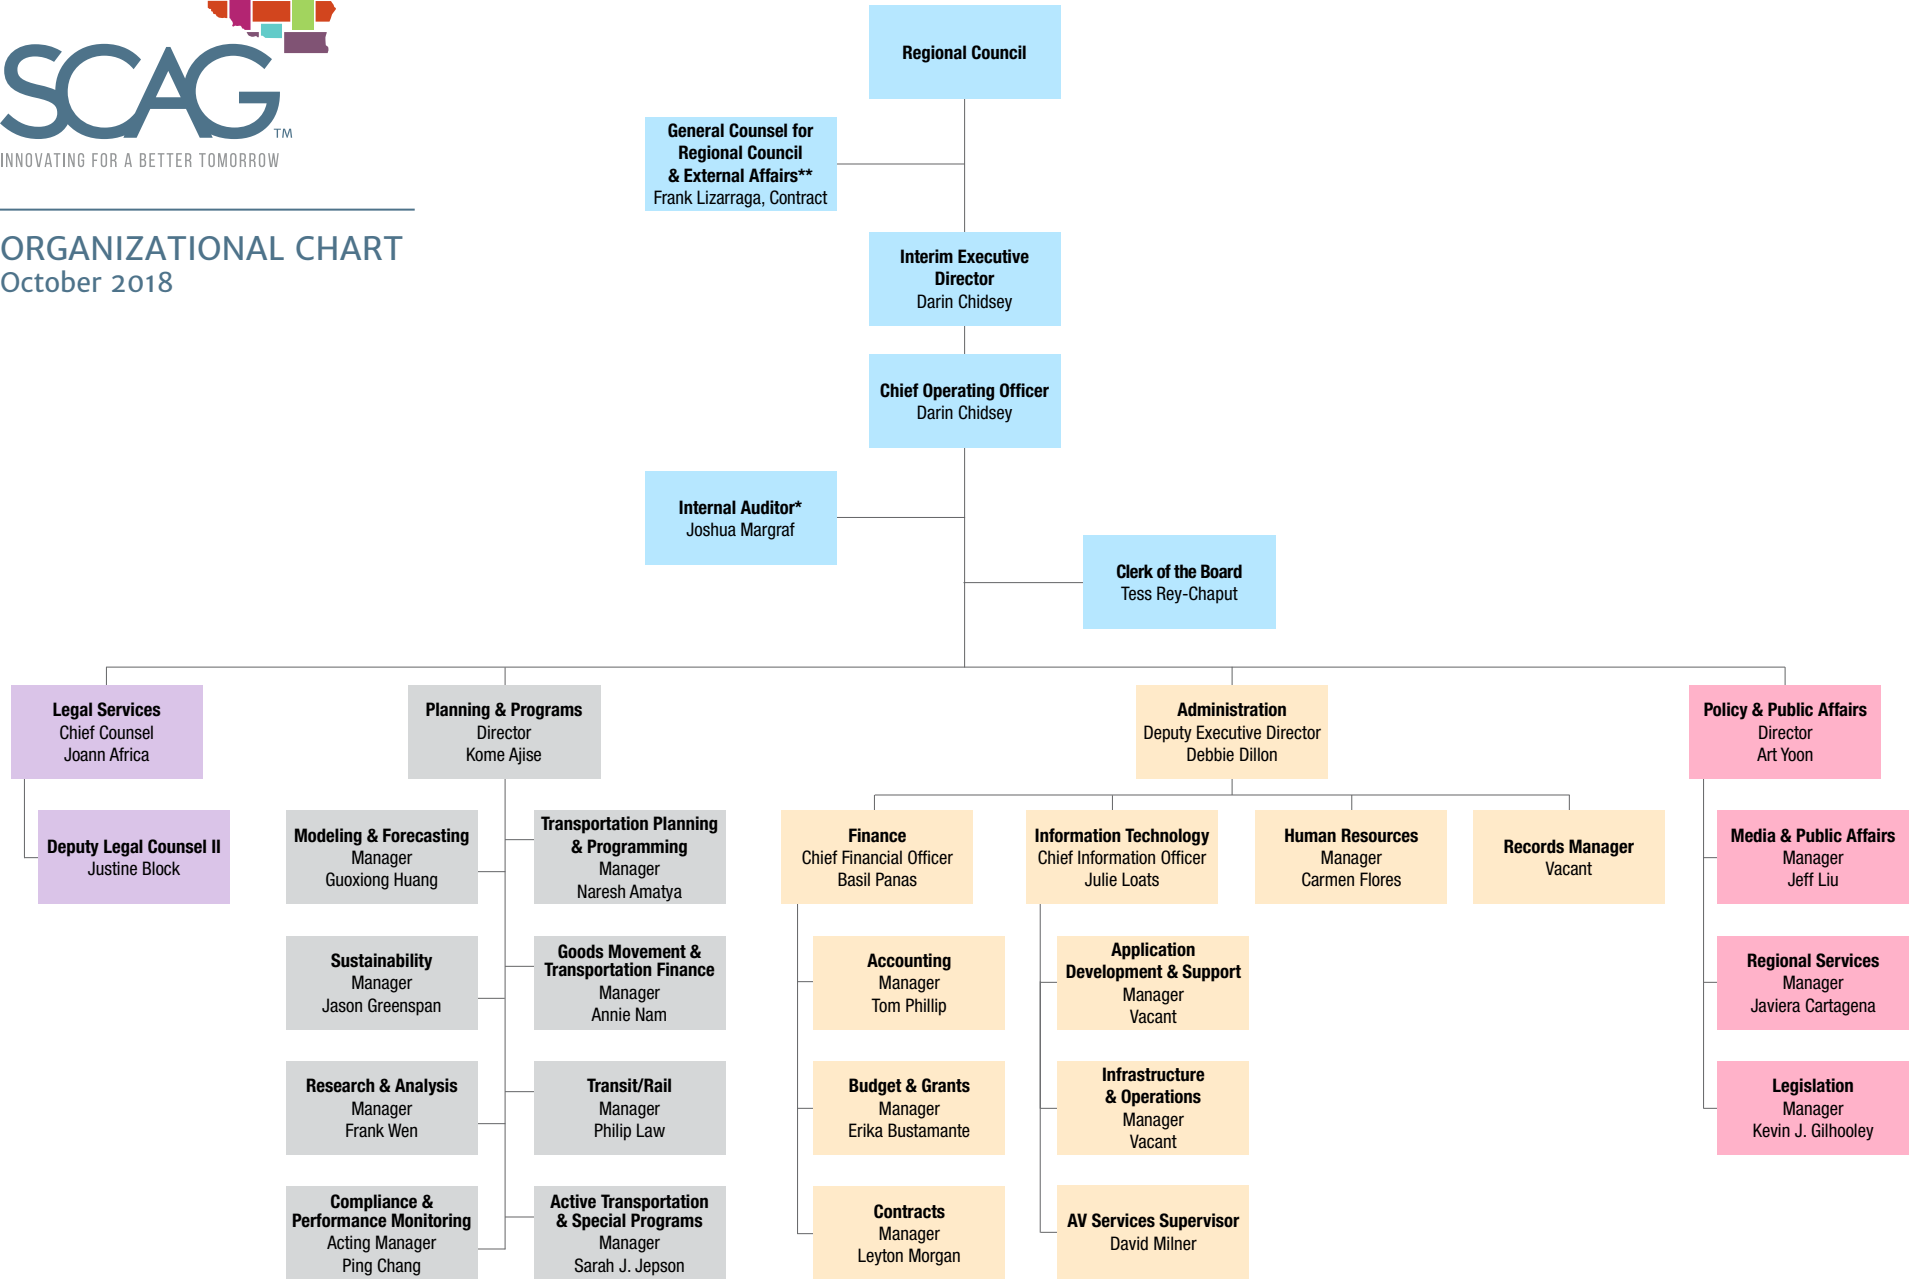 SCAG™
INNOVATING FOR A BETTER TOMORROW
ORGANIZATIONAL CHART
October 2018
Regional Council
General Counsel for
Regional Council
& External Affairs**
Frank Lizarraga, Contract
Interim Executive
Director
Darin Chidsey
Chief Operating Officer
Darin Chidsey
Internal Auditor*
Joshua Margraf
Clerk of the Board
Tess Rey-Chaput
Legal Services
Chief Counsel
Joann Africa
Deputy Legal Counsel II
Justine Block
Planning & Programs
Director
Kome Ajise
Modeling & Forecasting
Manager
Guoxiong Huang
Transportation Planning
& Programming
Manager
Naresh Amatya
Sustainability
Manager
Jason Greenspan
Goods Movement &
Transportation Finance
Manager
Annie Nam
Research & Analysis
Manager
Frank Wen
Transit/Rail
Manager
Philip Law
Compliance &
Performance Monitoring
Acting Manager
Ping Chang
Active Transportation
& Special Programs
Manager
Sarah J. Jepson
Administration
Deputy Executive Director
Debbie Dillon
Finance
Chief Financial Officer
Basil Panas
Accounting
Manager
Tom Phillip
Budget & Grants
Manager
Erika Bustamante
Contracts
Manager
Leyton Morgan
Information Technology
Chief Information Officer
Julie Loats
Application
Development & Support
Manager
Vacant
Infrastructure
& Operations
Manager
Vacant
AV Services Supervisor
David Milner
Human Resources
Manager
Carmen Flores
Records Manager
Vacant
Policy & Public Affairs
Director
Art Yoon
Media & Public Affairs
Manager
Jeff Liu
Regional Services
Manager
Javiera Cartagena
Legislation
Manager
Kevin J. Gilhooley